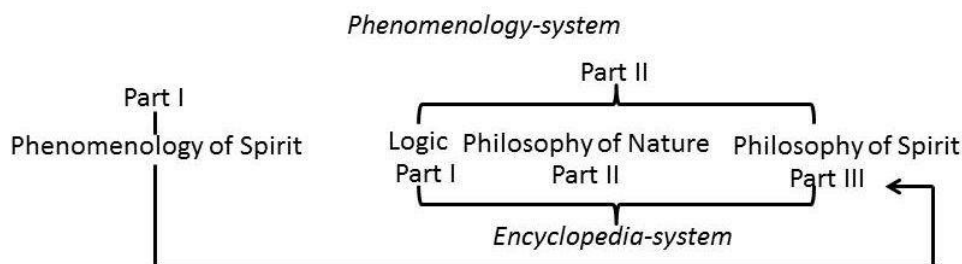 Phenomenology-system
Part II
Part I
Phenomenology of Spirit
Logic Philosophy of Nature Philosophy of Spirit
Part I Part II Part III
Encyclopedia-system